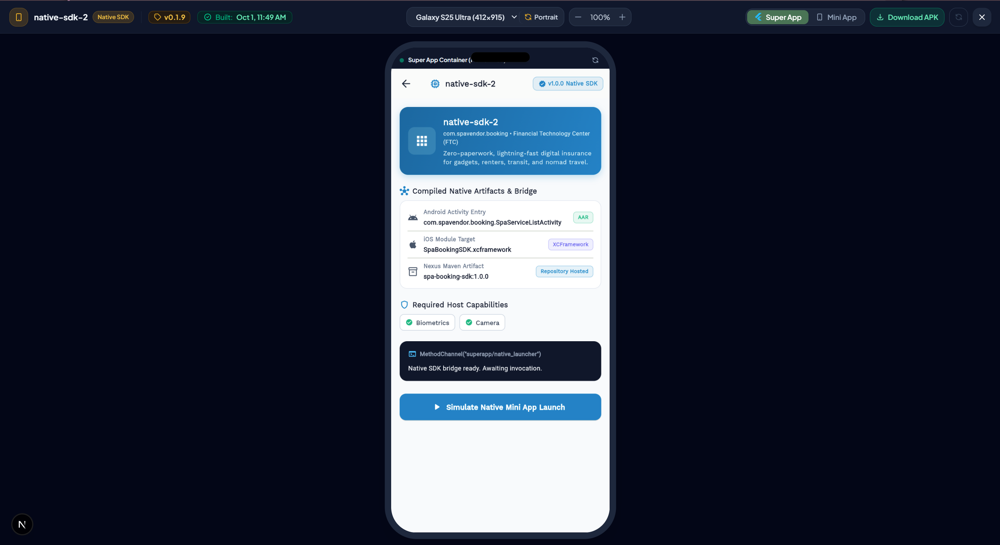 native-sdk-2
Native SDK
v0.1.9
Built: Oct 1, 11:49 AM
Galaxy S25 Ultra (412×915)
Portrait
100%
Super App
Mini App
Download APK
Super App Container (
native-sdk-2
v1.0.0 Native SDK
native-sdk-2
com.spavendor.booking • Financial Technology Center
(FTC)
Zero-paperwork, lightning-fast digital insurance
for gadgets, renters, transit, and nomad travel.
Compiled Native Artifacts & Bridge
Android Activity Entry
com.spavendor.booking.SpaServiceListActivity
AAR
iOS Module Target
SpaBookingSDK.xcframework
XCFramework
Nexus Maven Artifact
spa-booking-sdk:1.0.0
Repository Hosted
Required Host Capabilities
Biometrics
Camera
MethodChannel("superapp/native_launcher")
Native SDK bridge ready. Awaiting invocation.
Simulate Native Mini App Launch
N